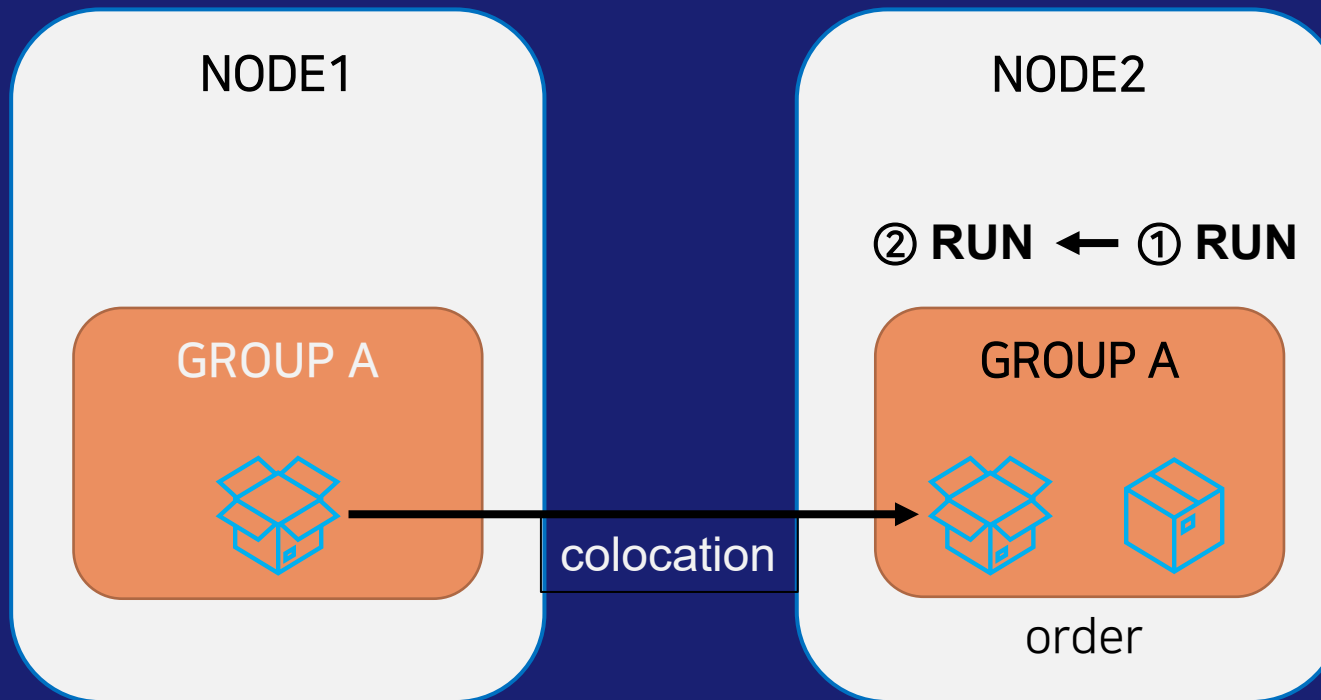 NODE1
GROUP A
colocation
NODE2
② RUN ← ① RUN
GROUP A
order